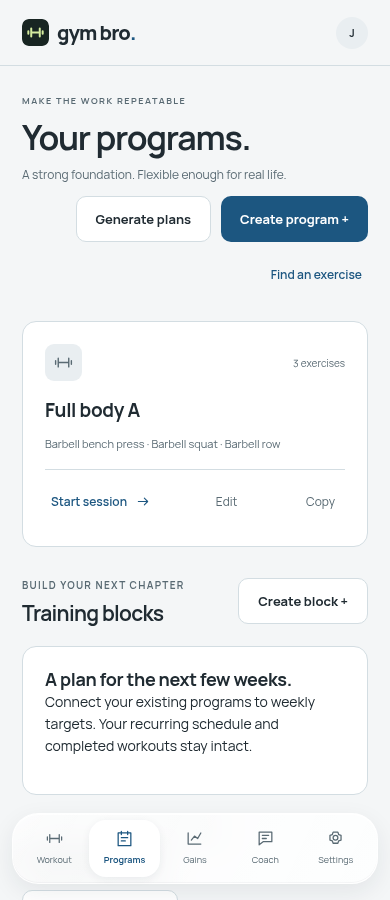 gym bro.
J
MAKE THE WORK REPEATABLE
Your programs.
A strong foundation. Flexible enough for real life.
Generate plans
Create program +
Find an exercise
3 exercises
Full body A
Barbell bench press · Barbell squat · Barbell row
Start session →
Edit
Copy
BUILD YOUR NEXT CHAPTER
Training blocks
Create block +
A plan for the next few weeks.
Connect your existing programs to weekly
targets. Your recurring schedule and
completed workouts stay intact.
Workout
Programs
Gains
Coach
Settings